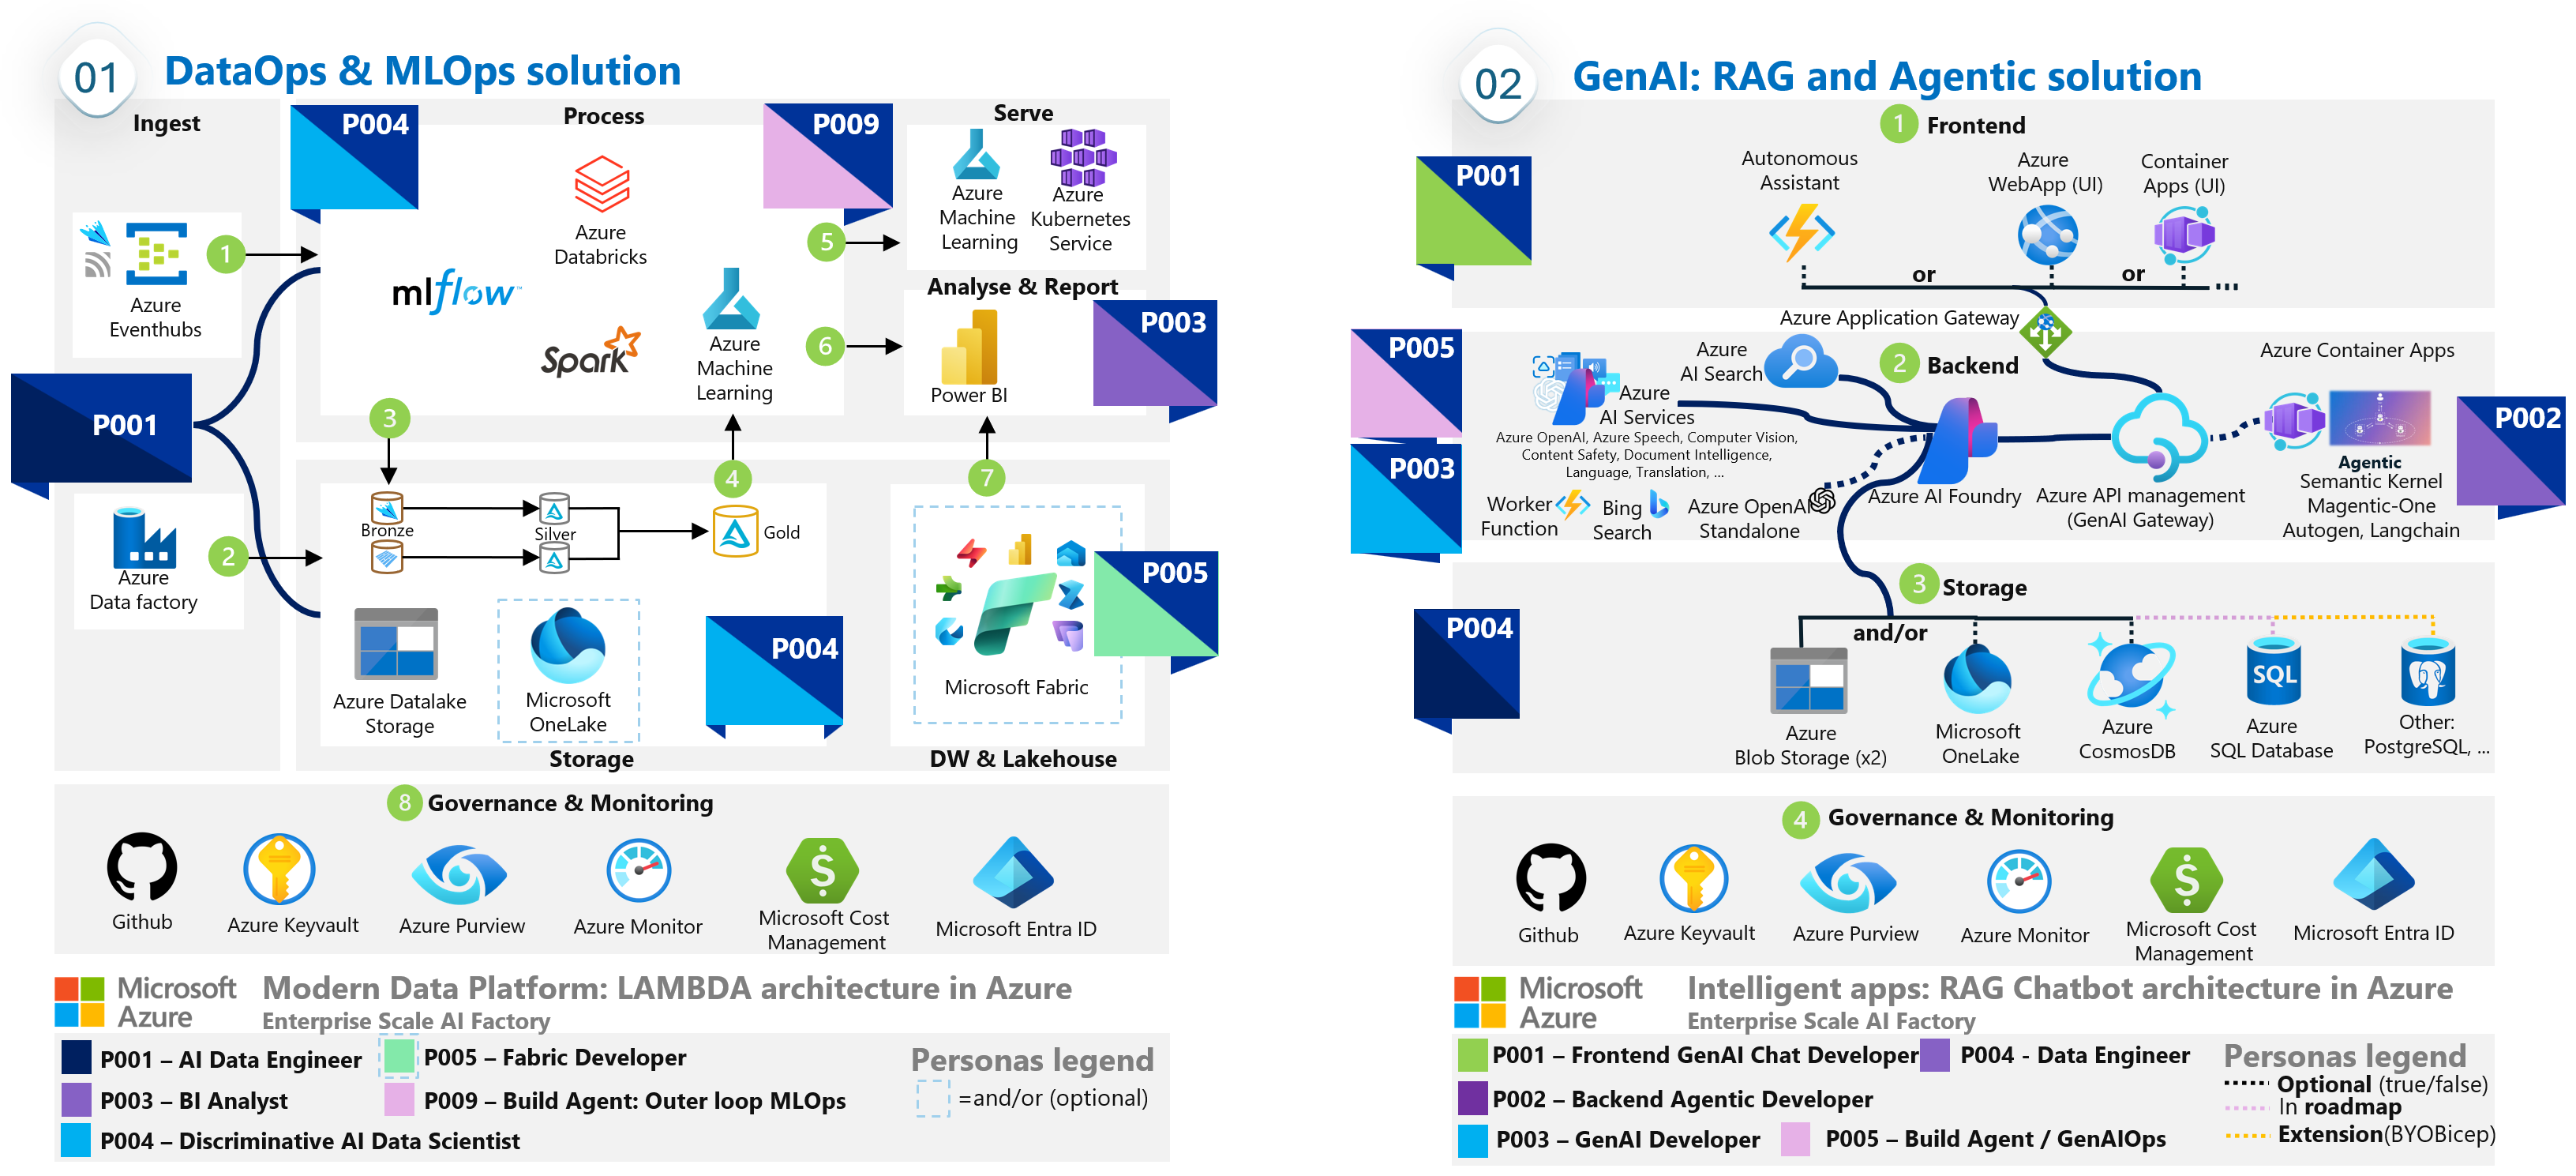 01
DataOps & MLOps solution
Ingest
P004
Process
P009
Serve
Azure
Databricks
Azure
Machine
Learning
Azure
Kubernetes
Service
1
Azure
Eventhubs
5
mlflow™
Spark
Azure
Machine
Learning
6
Analyse & Report
Power BI
P003
P001
3
4
7
2
Azure
Data factory
Bronze
Silver
Gold
Azure Datalake
Storage
Microsoft
OneLake
P004
Storage
P005
Microsoft Fabric
DW & Lakehouse
8
Governance & Monitoring
Github
Azure Keyvault
Azure Purview
Azure Monitor
Microsoft Cost
Management
Microsoft Entra ID
Microsoft
Azure
Modern Data Platform: LAMBDA architecture in Azure
Enterprise Scale AI Factory
P001 – AI Data Engineer
P005 – Fabric Developer
P003 – BI Analyst
P009 – Build Agent: Outer loop MLOps
P004 – Discriminative AI Data Scientist
Personas legend
=and/or (optional)
02
GenAI: RAG and Agentic solution
1
Frontend
P001
Autonomous
Assistant
Azure
WebApp (UI)
Container
Apps (UI)
or
or
Azure Application Gateway
P005
P003
Azure
AI Services
Azure OpenAI, Azure Speech, Computer Vision,
Content Safety, Document Intelligence,
Language, Translation, ...
Azure
AI Search
2
Backend
Azure Container Apps
P002
Worker
Function
Bing
Search
Azure OpenAI
Standalone
Azure AI Foundry
Azure API management
(GenAI Gateway)
Agentic
Semantic Kernel
Magentic-One
Autogen, Langchain
3
Storage
P004
and/or
Azure
Blob Storage (x2)
Microsoft
OneLake
Azure
CosmosDB
SQL
Azure
SQL Database
Other:
PostgreSQL, ...
4
Governance & Monitoring
Github
Azure Keyvault
Azure Purview
Azure Monitor
Microsoft Cost
Management
Microsoft Entra ID
Microsoft
Azure
Intelligent apps: RAG Chatbot architecture in Azure
Enterprise Scale AI Factory
P001 – Frontend GenAI Chat Developer
P004 - Data Engineer
P002 – Backend Agentic Developer
P003 – GenAI Developer
P005 – Build Agent / GenAIOps
Personas legend
Optional (true/false)
In roadmap
Extension(BYOBicep)